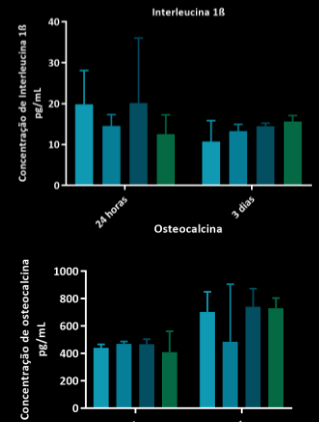 Interleucina 1ß
Concentração de Interleucina 1ß
pg/mL
40
30
20
10
0
24 horas
3 dias
Osteocalcina
Concentração de osteocalcina
pg/mL
1000
800
600
400
200
0